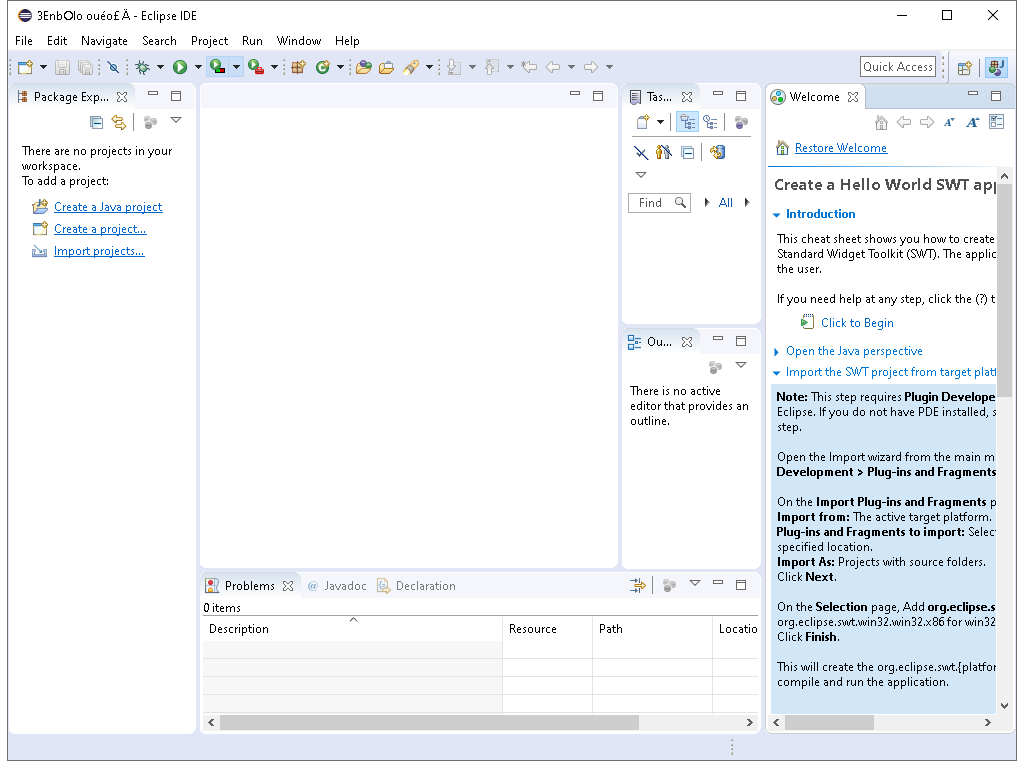 3EnbOlo ouéo£Ä - Eclipse IDE
File Edit Navigate Search Project Run Window Help
Quick Access
Package Exp...
There are no projects in your
workspace.
To add a project:
Create a Java project
Create a project...
Import projects...
Tas...
Find
All
Ou...
There is no active
editor that provides an
outline.
Welcome
Restore Welcome
Create a Hello World SWT app
Introduction
This cheat sheet shows you how to create
Standard Widget Toolkit (SWT). The applic
the user.
If you need help at any step, click the (?) t
Click to Begin
Open the Java perspective
Import the SWT project from target platf
Note: This step requires Plugin Develope
Eclipse. If you do not have PDE installed, s
step.
Open the Import wizard from the main m
Development > Plug-ins and Fragments
On the Import Plug-ins and Fragments p
Import from: The active target platform.
Plug-ins and Fragments to import: Selec
specified location.
Import As: Projects with source folders.
Click Next.
On the Selection page, Add org.eclipse.s
org.eclipse.swt.win32.win32.x86 for win32
Click Finish.
This will create the org.eclipse.swt.{platfor
compile and run the application.
Problems @ Javadoc Declaration
0 items
Description Resource Path Locatio